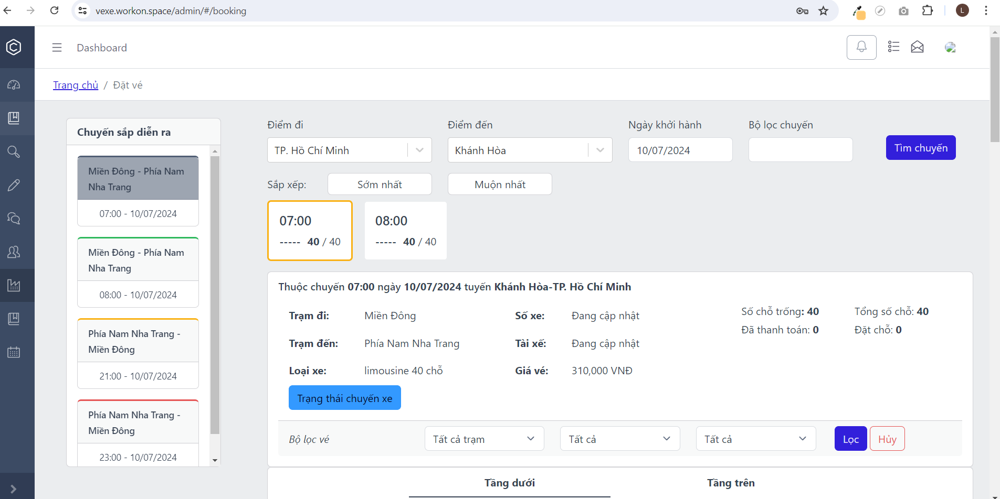 vexe.workon.space/admin/#/booking
L
Dashboard
Trang chủ / Đặt vé
Chuyến sắp diễn ra
Miền Đông - Phía Nam
Nha Trang
07:00 - 10/07/2024
Miền Đông - Phía Nam
Nha Trang
08:00 - 10/07/2024
Phía Nam Nha Trang -
Miền Đông
21:00 - 10/07/2024
Phía Nam Nha Trang -
Miền Đông
23:00 - 10/07/2024
Điểm đi
Điểm đến
Ngày khởi hành
Bộ lọc chuyến
TP. Hồ Chí Minh
Khánh Hòa
10/07/2024
Tìm chuyến
Sắp xếp:
Sớm nhất
Muộn nhất
07:00
----- 40 / 40
08:00
----- 40 / 40
Thuộc chuyến 07:00 ngày 10/07/2024 tuyến Khánh Hòa-TP. Hồ Chí Minh
Trạm đi: Miền Đông
Số xe: Đang cập nhật
Số chỗ trống: 40
Tổng số chỗ: 40
Đã thanh toán: 0
Đặt chỗ: 0
Trạm đến: Phía Nam Nha Trang
Tài xế: Đang cập nhật
Loại xe: limousine 40 chỗ
Giá vé: 310,000 VNĐ
Trạng thái chuyến xe
Bộ lọc vé
Tất cả trạm
Tất cả
Tất cả
Lọc
Hủy
Tầng dưới
Tầng trên